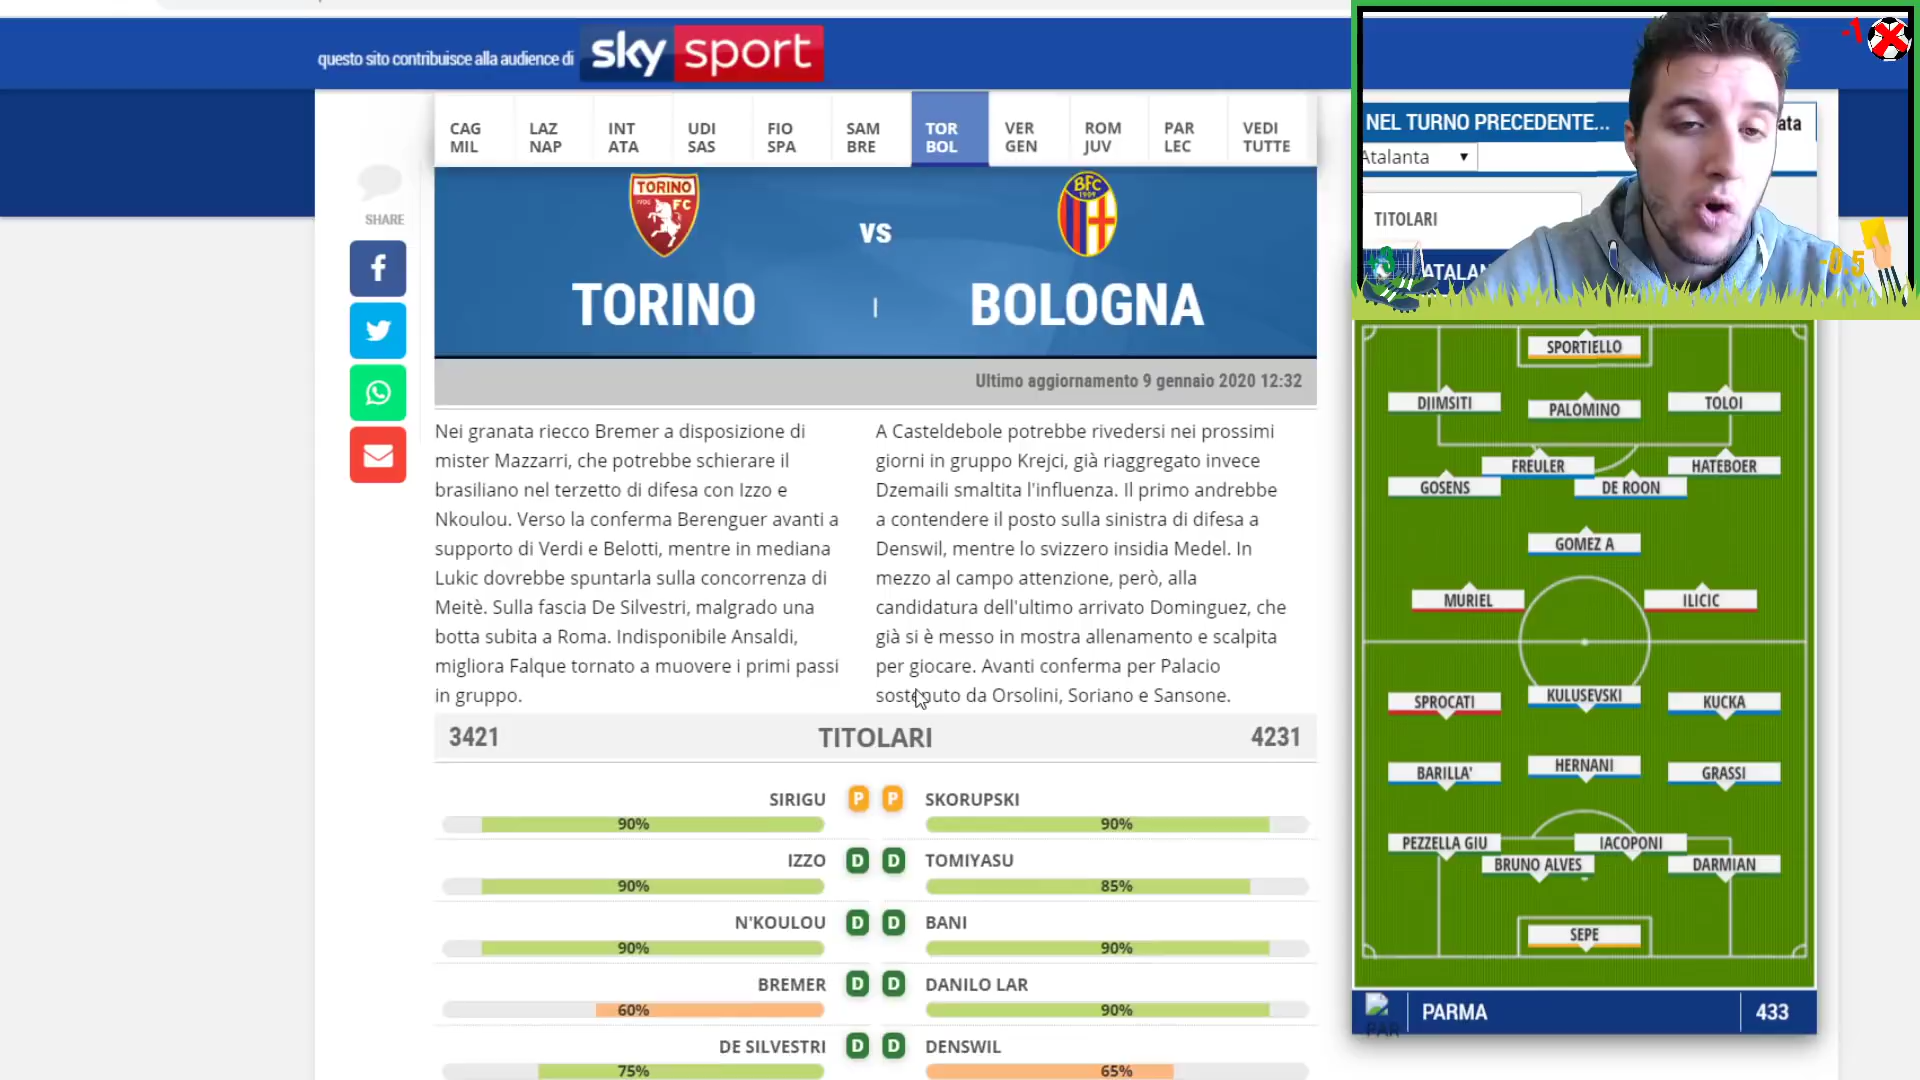 questo sito contribuisce alla audience di
sky sport
CAG
MIL
LAZ
NAP
INT
ATA
UDI
SAS
FIO
SPA
SAM
BRE
TOR
BOL
VER
GEN
ROM
JUV
PAR
LEC
VEDI
TUTTE
SHARE
TORINO
FC
BFC
1909
VS
TORINO
BOLOGNA
Ultimo aggiornamento 9 gennaio 2020 12:32
Nei granata riecco Bremer a disposizione di
mister Mazzarri, che potrebbe schierare il
brasiliano nel terzetto di difesa con Izzo e
Nkoulou. Verso la conferma Berenguer avanti a
supporto di Verdi e Belotti, mentre in mediana
Lukic dovrebbe spuntarla sulla concorrenza di
Meitè. Sulla fascia De Silvestri, malgrado una
botta subita a Roma. Indisponibile Ansaldi,
migliora Falque tornato a muovere i primi passi
in gruppo.
A Casteldebole potrebbe rivedersi nei prossimi
giorni in gruppo Krejci, già riaggregato invece
Dzemaili smaltita l'influenza. Il primo andrebbe
a contendere il posto sulla sinistra di difesa a
Denswil, mentre lo svizzero insidia Medel. In
mezzo al campo attenzione, però, alla
candidatura dell'ultimo arrivato Dominguez, che
già si è messo in mostra allenamento e scalpita
per giocare. Avanti conferma per Palacio
sostenuto da Orsolini, Soriano e Sansone.
3421 TITOLARI 4231
SIRIGU P P SKORUPSKI
90% 90%
IZZO D D TOMIYASU
90% 85%
N'KOULOU D D BANI
90% 90%
BREMER D D DANILO LAR
60% 90%
DE SILVESTRI D D DENSWIL
75% 65%
NEL TURNO PRECEDENTE...
Atalanta
TITOLARI
-1
-0.5
SPORTIELLO
DJIMSITI
PALOMINO
TOLOI
FREULER
HATEBOER
GOSENS
DE ROON
GOMEZ A
MURIEL
ILICIC
SPROCATI
KULUSEVSKI
KUCKA
BARILLA'
HERNANI
GRASSI
PEZZELLA GIU
IACOPONI
BRUNO ALVES
DARMIAN
SEPE
PARMA 433